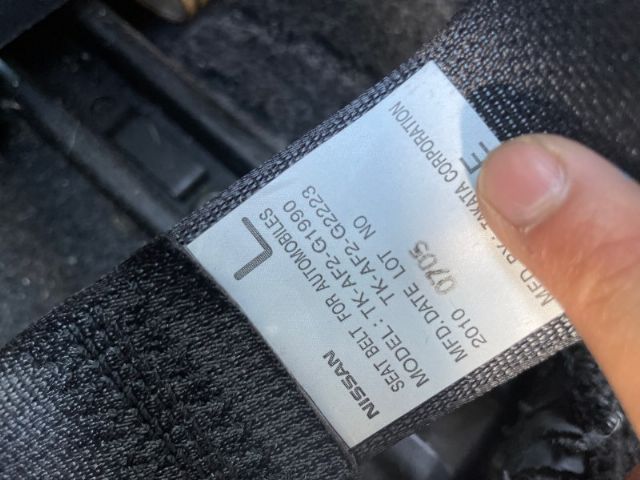 NISSAN
SEAT BELT FOR AUTOMOBILES
MODEL : TK-AF2-G1990
TK-AF2-G2223
MFD.DATE LOT NO
2010 0705
MFD BY: TAKATA CORPORATION
L